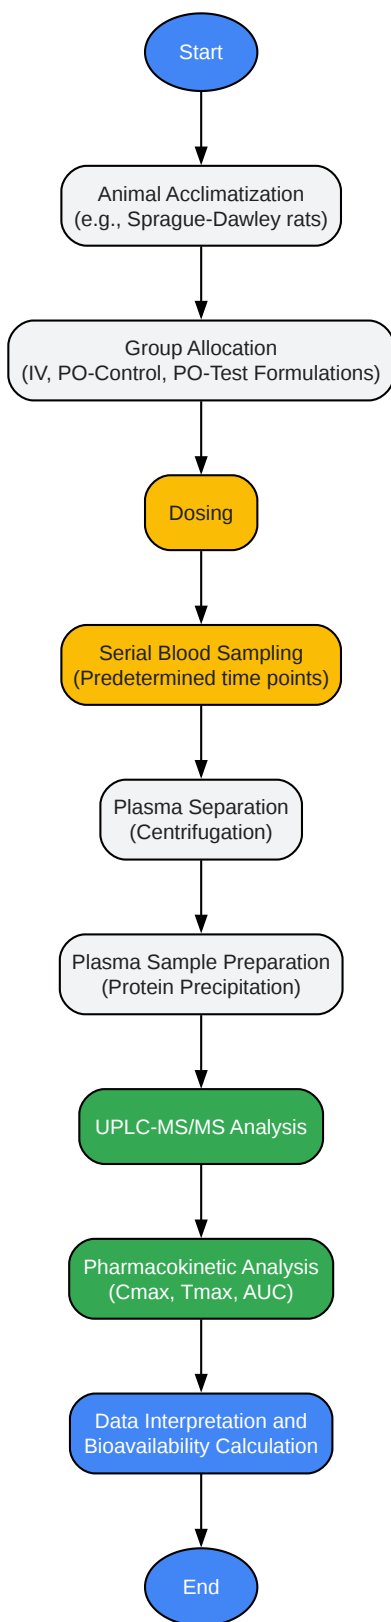 Start
Animal Acclimatization
(e.g., Sprague-Dawley rats)
Group Allocation
(IV, PO-Control, PO-Test Formulations)
Dosing
Serial Blood Sampling
(Predetermined time points)
Plasma Separation
(Centrifugation)
Plasma Sample Preparation
(Protein Precipitation)
UPLC-MS/MS Analysis
Pharmacokinetic Analysis
(Cmax, Tmax, AUC)
Data Interpretation and
Bioavailability Calculation
End